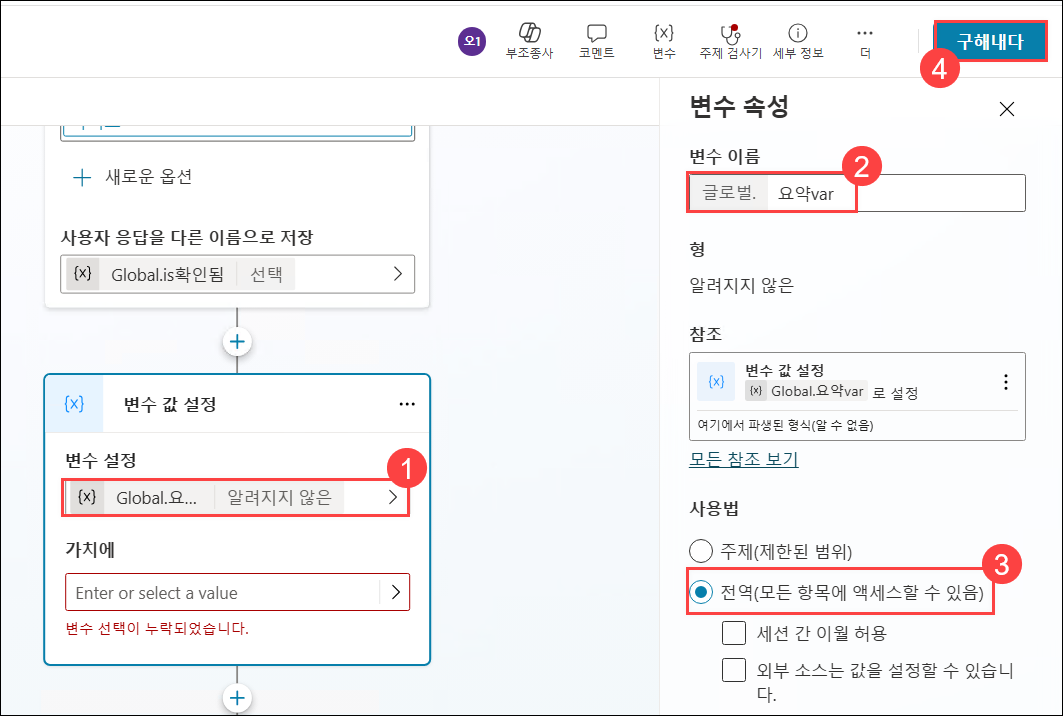 오1
부조종사
코멘트
{x}
변수
주제 검사기
세부 정보
더
구해내다
4
변수 속성
변수 이름
2
글로벌. 요약var
형
알려지지 않은
참조
{x} 변수 값 설정
{x} Global.요약var 로 설정
여기에서 파생된 형식(알 수 없음)
모든 참조 보기
사용법
주제(제한된 범위)
3
전역(모든 항목에 액세스할 수 있음)
세션 간 이월 허용
외부 소스는 값을 설정할 수 있습니
다.
새로운 옵션
사용자 응답을 다른 이름으로 저장
{x} Global.is확인됨 선택
{x} 변수 값 설정
변수 설정
1
{x} Global.요... 알려지지 않은
가치에
Enter or select a value
변수 선택이 누락되었습니다.